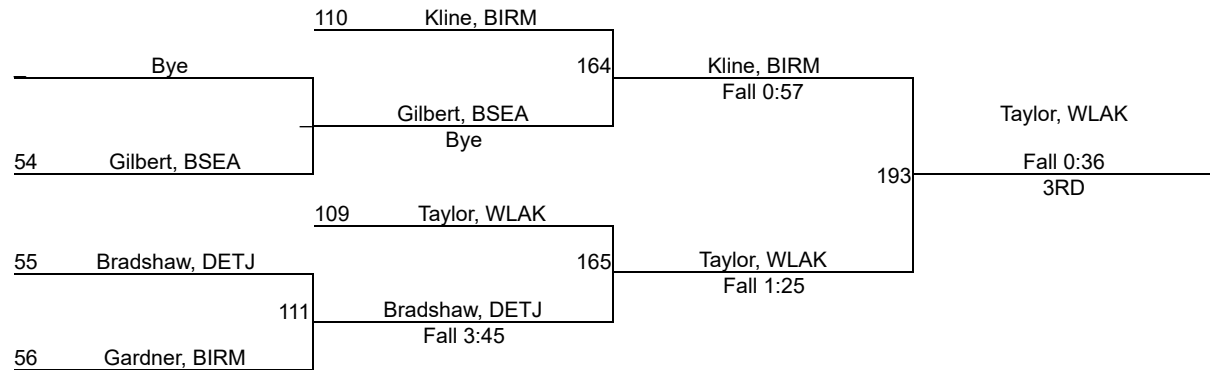 110 Kline, BIRM
Bye
164
Kline, BIRM
Fall 0:57
Gilbert, BSEA
Bye
54 Gilbert, BSEA
Taylor, WLAK
Fall 0:36
3RD
193
109 Taylor, WLAK
55 Bradshaw, DETJ
165
Taylor, WLAK
Fall 1:25
111
Bradshaw, DETJ
Fall 3:45
56 Gardner, BIRM